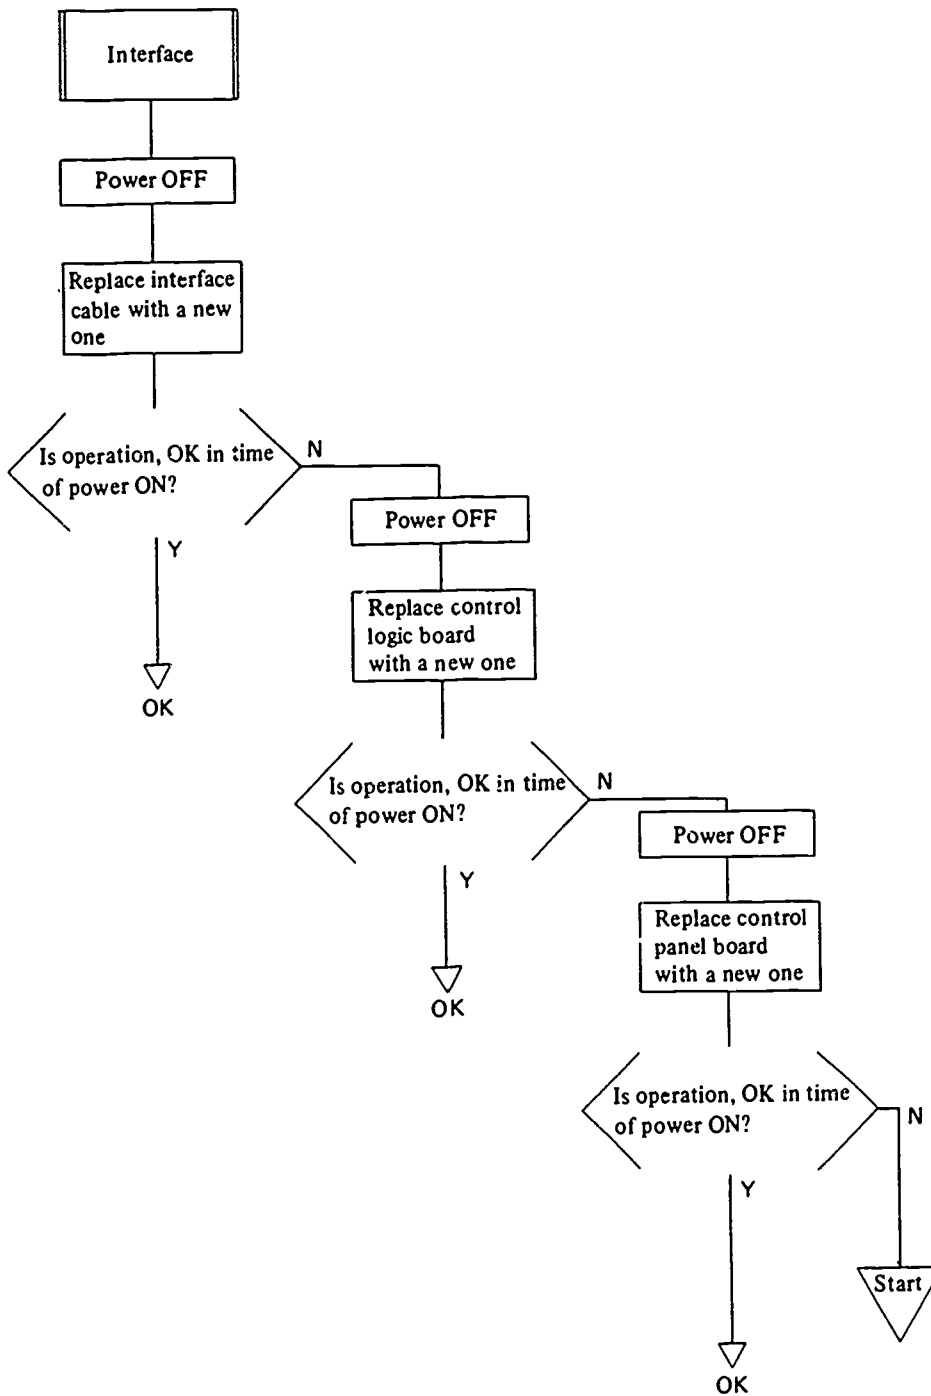 Interface
Power OFF
Replace interface
cable with a new
one
Is operation, OK in time
of power ON?
N
Y
OK
Power OFF
Replace control
logic board
with a new one
Is operation, OK in time
of power ON?
N
Y
OK
Power OFF
Replace control
panel board
with a new one
Is operation, OK in time
of power ON?
N
Y
Start
OK